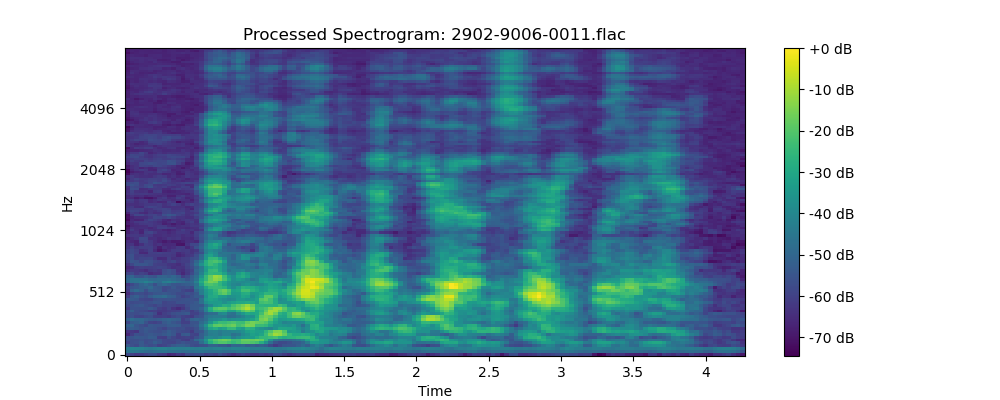 Processed Spectrogram: 2902-9006-0011.flac
Hz
4096
2048
1024
512
0
0 0.5 1 1.5 2 2.5 3 3.5 4
Time
+0 dB
-10 dB
-20 dB
-30 dB
-40 dB
-50 dB
-60 dB
-70 dB